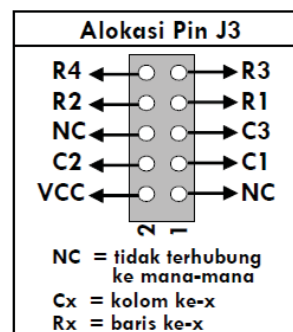 Alokasi Pin J3
R4 R3
R2 R1
NC C3
C2 C1
VCC NC
2 1
NC = tidak terhubung
ke mana-mana
Cx = kolom ke-x
Rx = baris ke-x